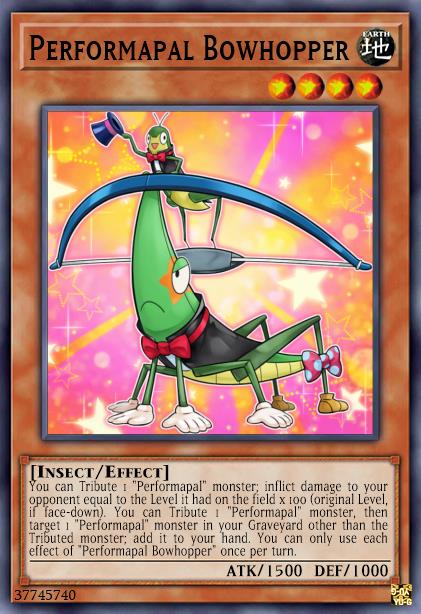 PERFORMAPAL BOWHOPPER
EARTH
地
[INSECT/EFFECT]
You can Tribute 1 "Performapal" monster; inflict damage to your
opponent equal to the Level it had on the field x 100 (original Level,
if face-down). You can Tribute 1 "Performapal" monster, then
target 1 "Performapal" monster in your Graveyard other than the
Tributed monster; add it to your hand. You can only use each
effect of "Performapal Bowhopper" once per turn.
ATK/1500 DEF/1000
37745740